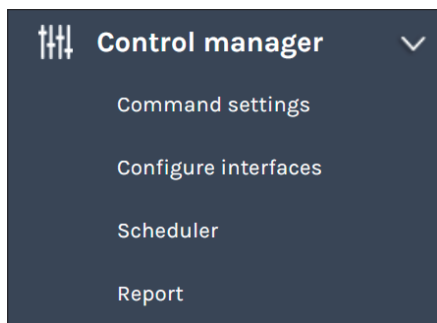 Control manager
Command settings
Configure interfaces
Scheduler
Report